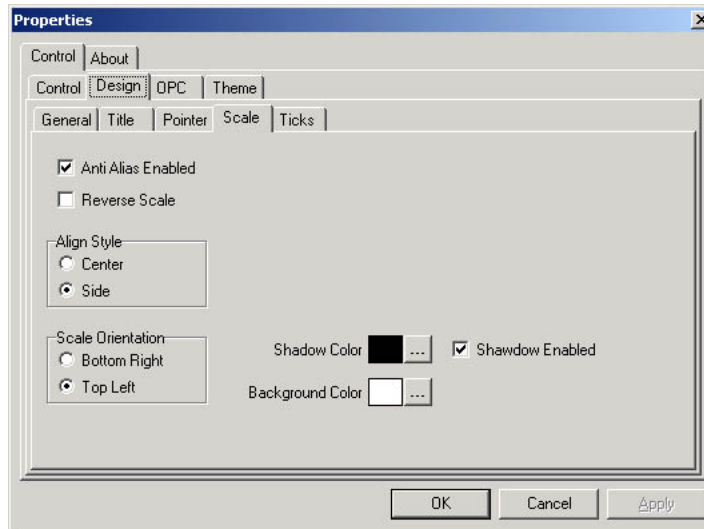 Properties
Control About
Control Design OPC Theme
General Title Pointer Scale Ticks
Anti Alias Enabled
Reverse Scale
Align Style
Center
Side
Scale Orientation
Bottom Right
Top Left
Shadow Color ... Shawdow Enabled
Background Color ...
OK Cancel Apply